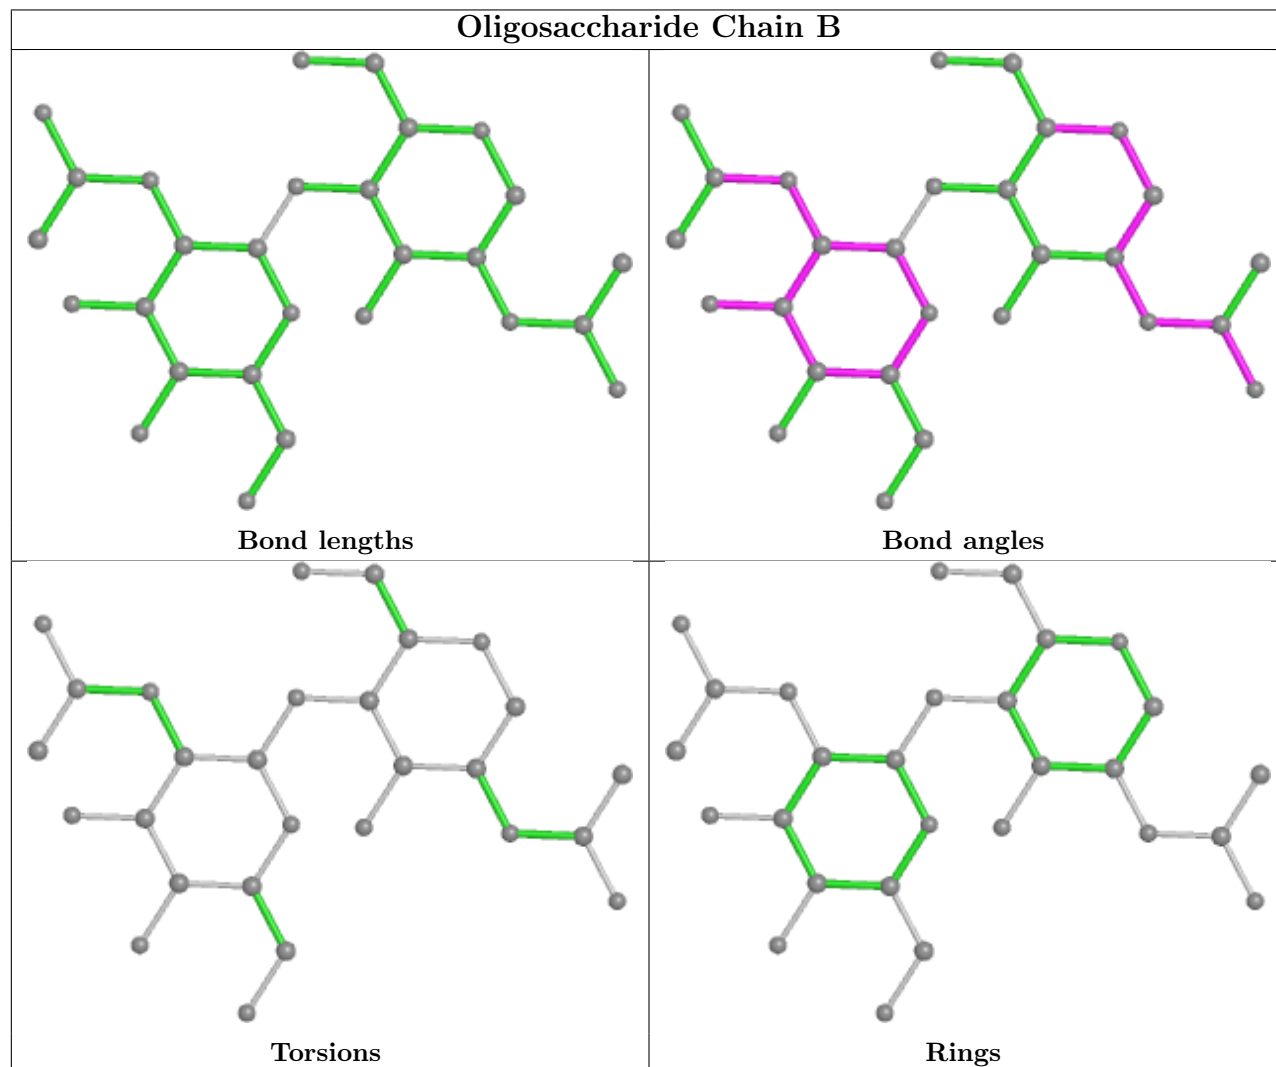 Oligosaccharide Chain B
Bond lengths
Bond angles
Torsions
Rings